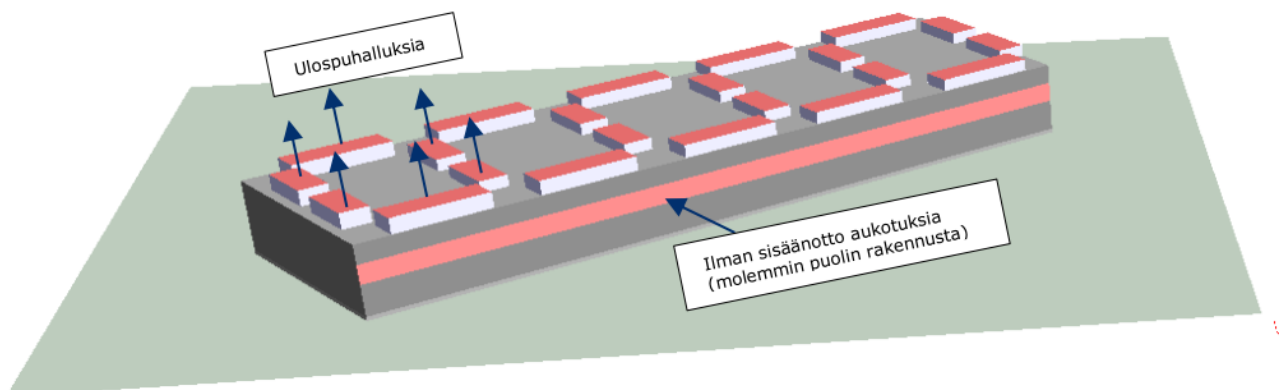 Ulospuhalluksia
Ilman sisäänotto aukotuksia
(molemmin puolin rakennusta)